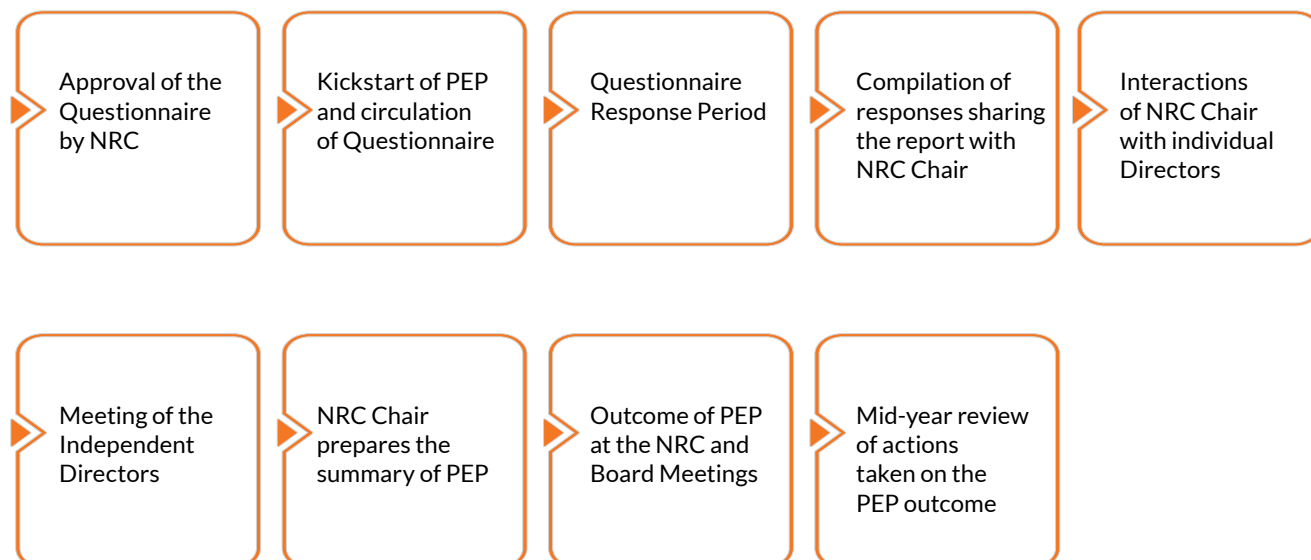 Approval of the
Questionnaire
by NRC
Kickstart of PEP
and circulation
of Questionnaire
Questionnaire
Response Period
Compilation of
responses sharing
the report with
NRC Chair
Interactions
of NRC Chair
with individual
Directors
Meeting of the
Independent
Directors
NRC Chair
prepares the
summary of PEP
Outcome of PEP
at the NRC and
Board Meetings
Mid-year review
of actions
taken on the
PEP outcome